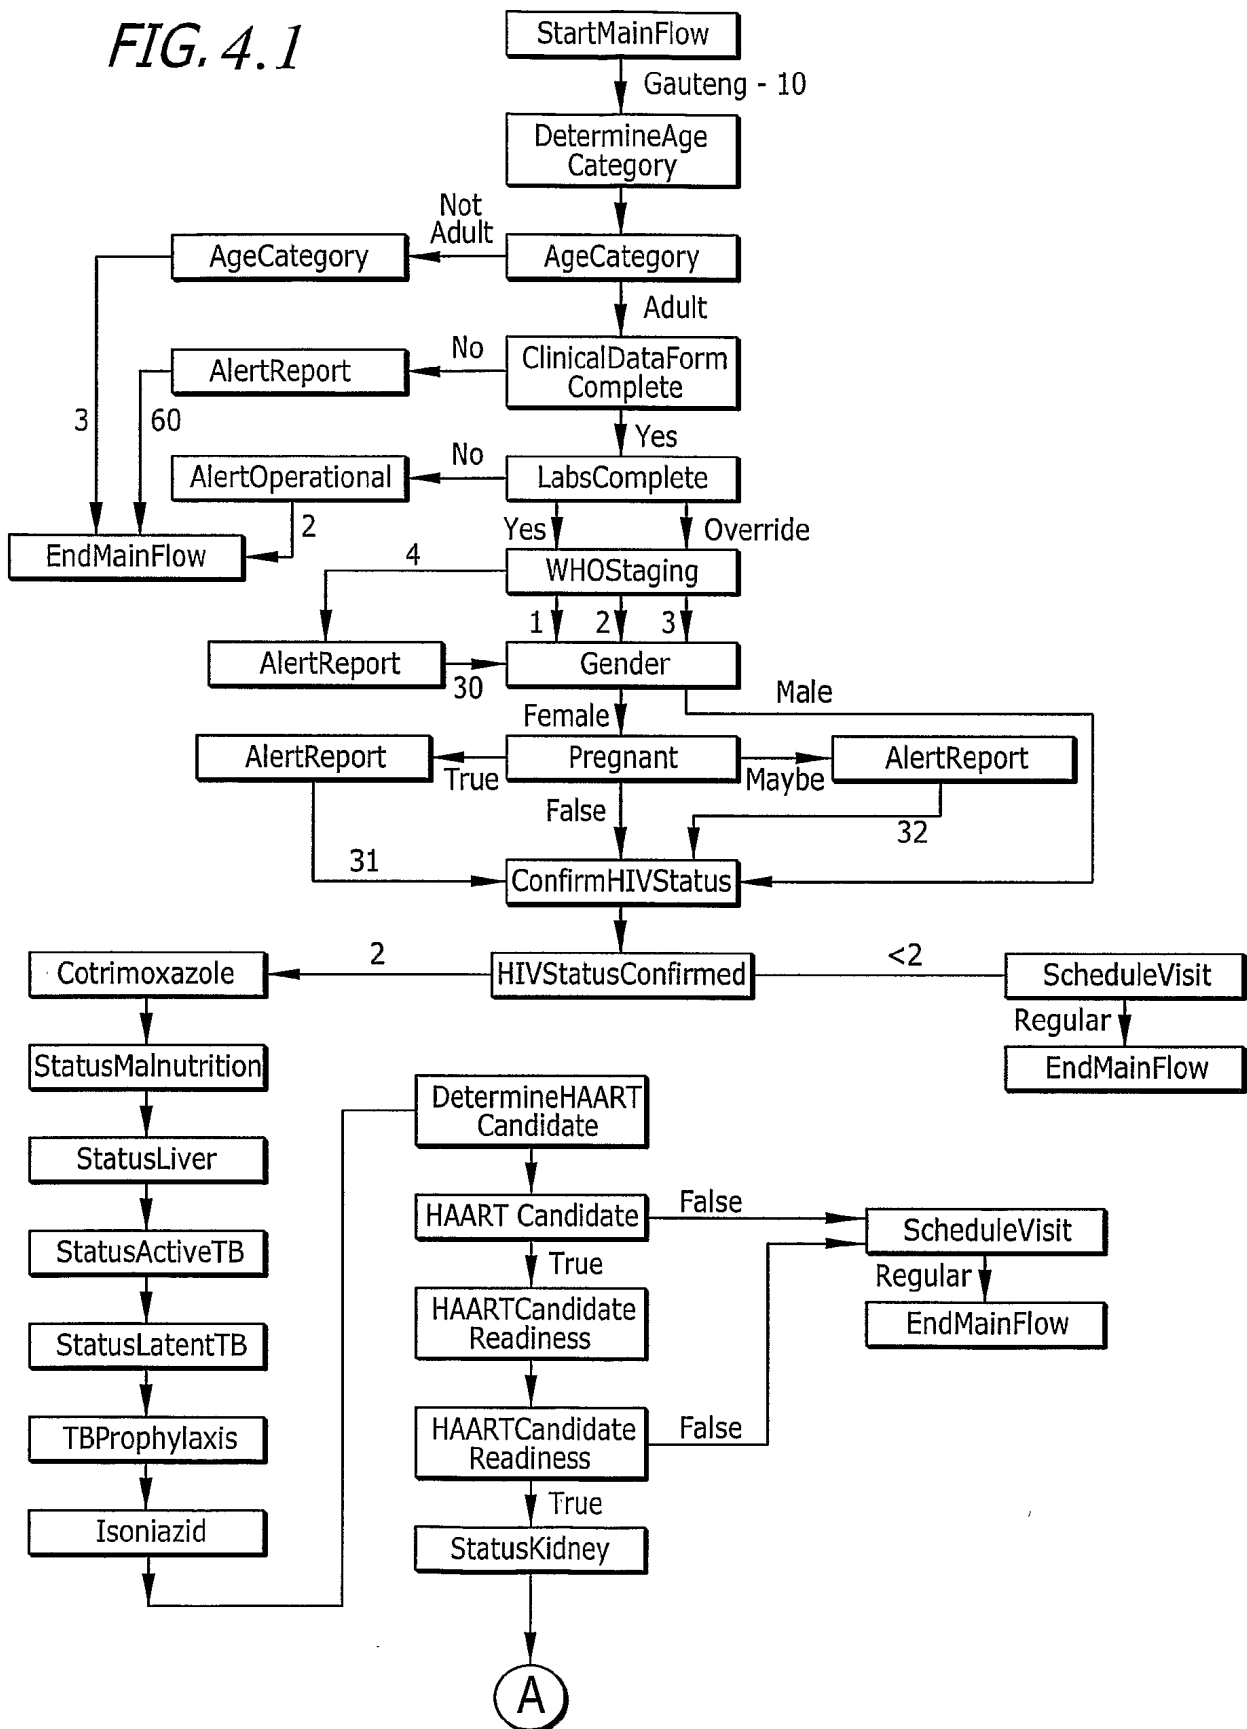 FIG. 4.1
StartMainFlow
Gauteng - 10
DetermineAge
Category
Not
Adult
AgeCategory
AgeCategory
Adult
No
ClinicalDataForm
Complete
AlertReport
3
60
Yes
No
AlertOperational
LabsComplete
2
Yes
Override
EndMainFlow
4
WHOStaging
1
2
3
AlertReport
30
Gender
Male
Female
AlertReport
True
Pregnant
Maybe
AlertReport
False
32
31
ConfirmHIVStatus
Cotrimoxazole
2
HIVStatusConfirmed
<2
ScheduleVisit
Regular
EndMainFlow
StatusMalnutrition
StatusLiver
StatusActiveTB
StatusLatentTB
TBProphylaxis
Isoniazid
DetermineHAART
Candidate
HAART Candidate
False
ScheduleVisit
True
Regular
EndMainFlow
HAARTCandidate
Readiness
HAARTCandidate
Readiness
False
True
StatusKidney
A